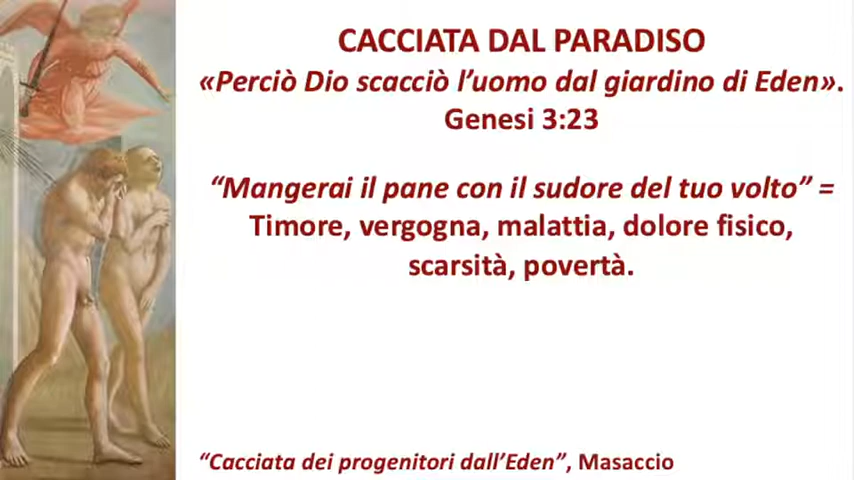 CACCIATA DAL PARADISO
«Perciò Dio scacciò l’uomo dal giardino di Eden».
Genesi 3:23
“Mangerai il pane con il sudore del tuo volto” =
Timore, vergogna, malattia, dolore fisico,
scarsità, povertà.
“Cacciata dei progenitori dall’Eden”, Masaccio